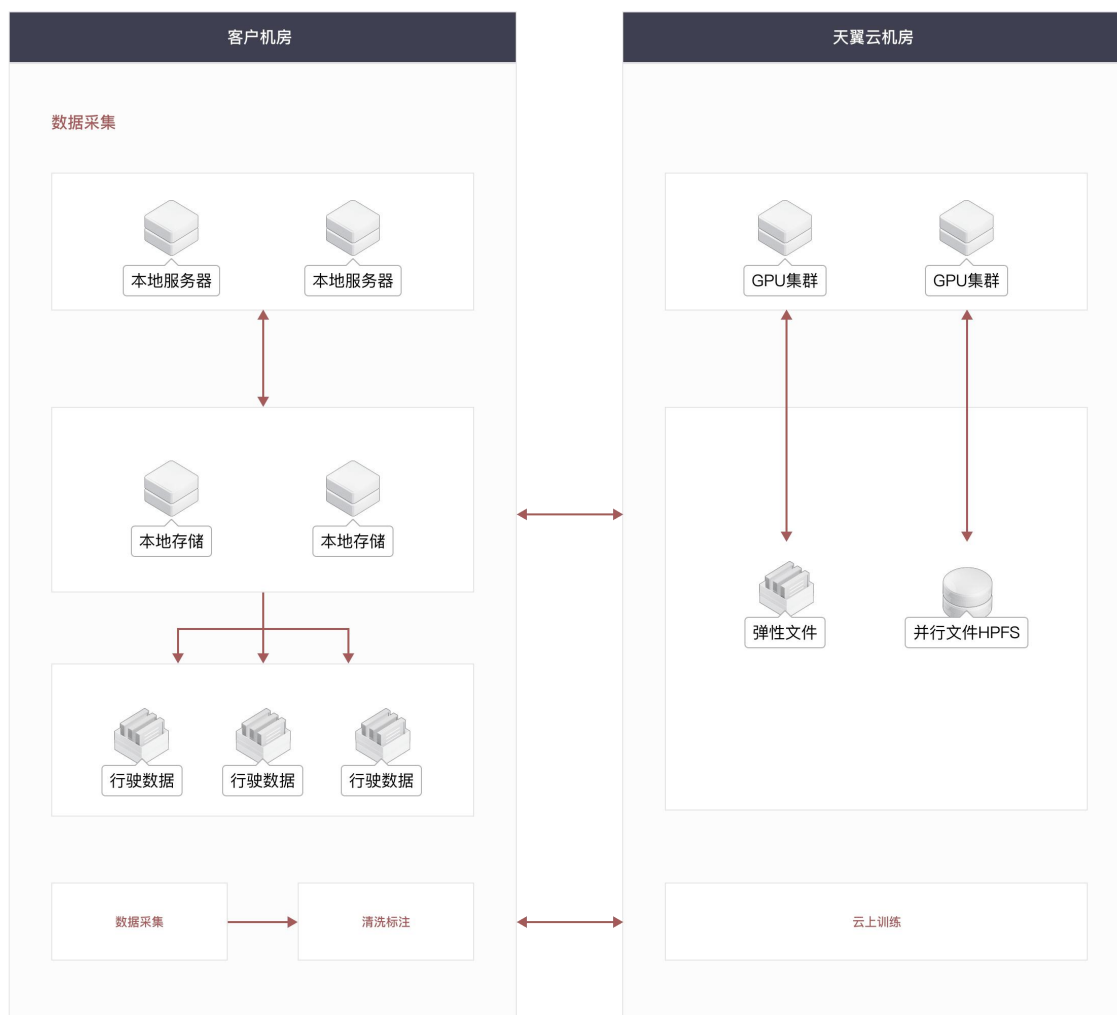 客户机房
天翼云机房
数据采集
本地服务器
本地服务器
GPU集群
GPU集群
本地存储
本地存储
弹性文件
并行文件HPFS
行驶数据
行驶数据
行驶数据
数据采集
清洗标注
云上训练